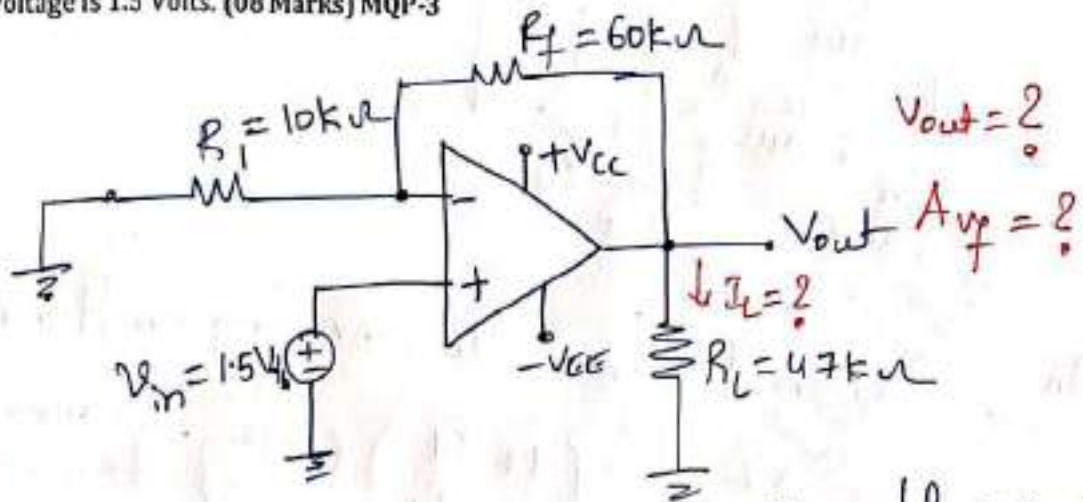 voltage is 1.5 Volts. (08 Marks) MQP-3
Rf = 60kΩ
R1 = 10kΩ
Vout = ?
+VCC
-
Vout
Avf = ?
+
↓ IL = ?
Vin = 1.5V
+
-
-VEE
RL = 47kΩ